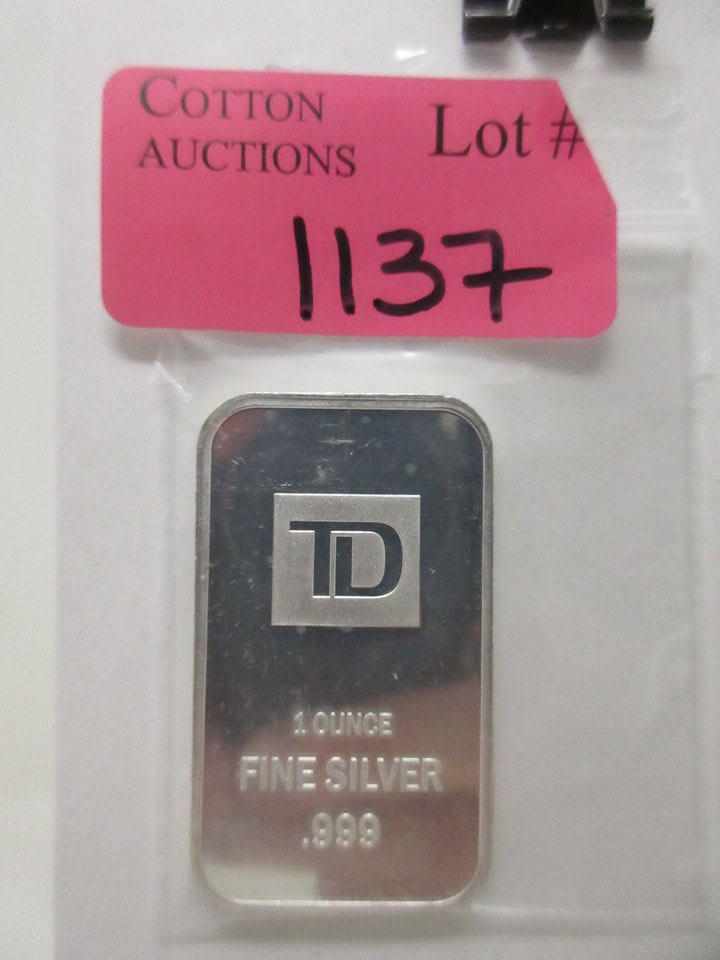 COTTON
AUCTIONS
Lot #
1137
TD
1 OUNCE
FINE SILVER
.999